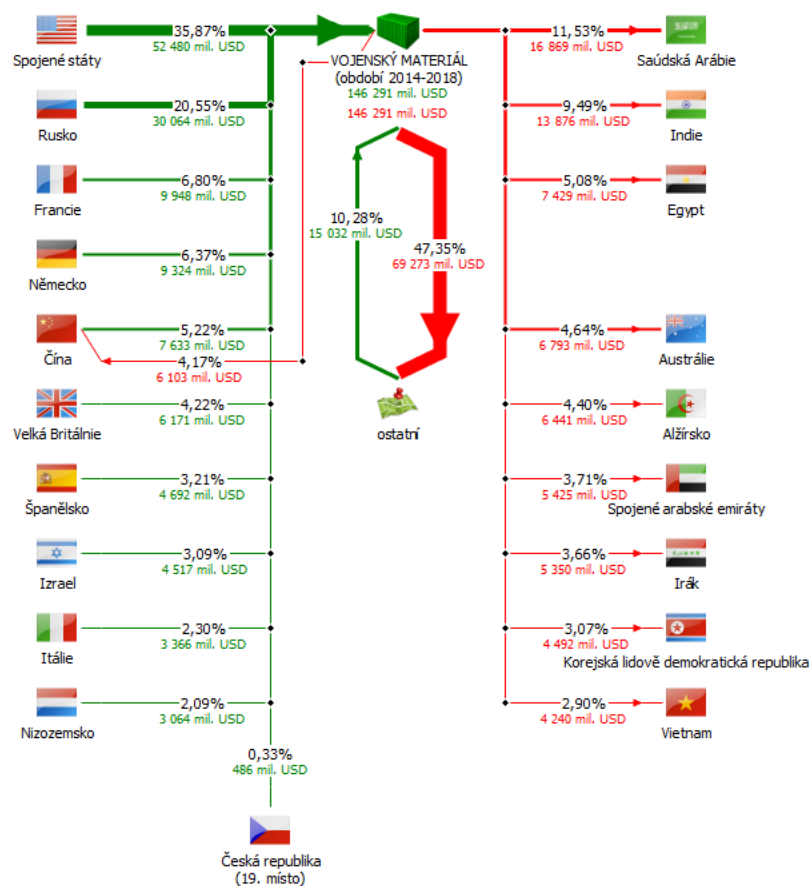 35,87%
52 480 mil. USD
Spojené státy
VOJENSKÝ MATERIÁL
(období 2014-2018)
146 291 mil. USD
146 291 mil. USD
11,53%
16 869 mil. USD
Saúdská Arábie
20,55%
30 064 mil. USD
Rusko
9,49%
13 876 mil. USD
Indie
6,80%
9 948 mil. USD
Francie
5,08%
7 429 mil. USD
Egypt
10,28%
15 032 mil. USD
47,35%
69 273 mil. USD
6,37%
9 324 mil. USD
Německo
5,22%
7 633 mil. USD
Čína
4,17%
6 103 mil. USD
4,64%
6 793 mil. USD
Austrálie
4,22%
6 171 mil. USD
Velká Británie
ostatní
4,40%
6 441 mil. USD
Alžírsko
3,21%
4 692 mil. USD
Španělsko
3,71%
5 425 mil. USD
Spojené arabské emiráty
3,09%
4 517 mil. USD
Izrael
3,66%
5 350 mil. USD
Irák
2,30%
3 366 mil. USD
Itálie
3,07%
4 492 mil. USD
Korejská lidově demokratická republika
2,09%
3 064 mil. USD
Nizozemsko
2,90%
4 240 mil. USD
Vietnam
0,33%
486 mil. USD
Česká republika
(19. místo)